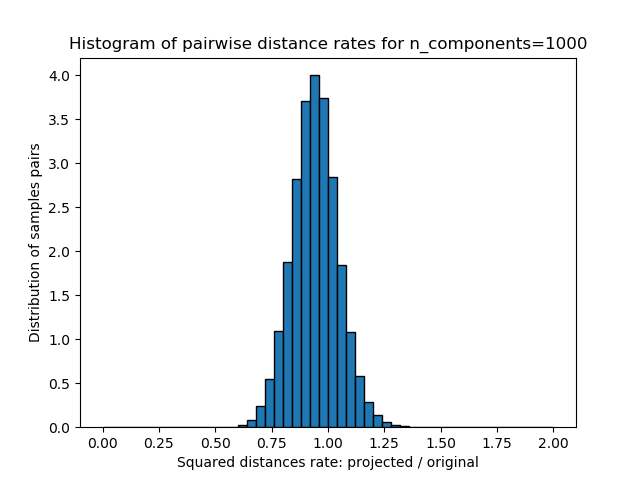 Histogram of pairwise distance rates for n_components=1000
4.0
3.5
3.0
2.5
2.0
1.5
1.0
0.5
0.0
Distribution of samples pairs
0.00 0.25 0.50 0.75 1.00 1.25 1.50 1.75 2.00
Squared distances rate: projected / original